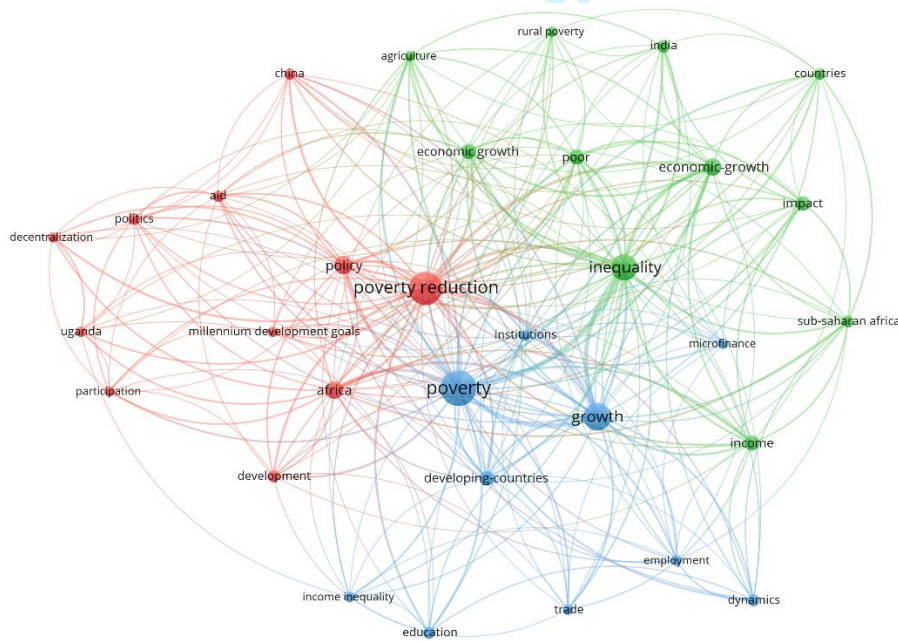 rural poverty
india
agriculture
china
countries
economic growth
poor
economic-growth
aid
impact
politics
decentralization
policy
inequality
poverty reduction
sub-saharan africa
uganda
millennium development goals
institutions
microfinance
participation
africa
poverty
growth
income
development
developing-countries
employment
income inequality
dynamics
trade
education